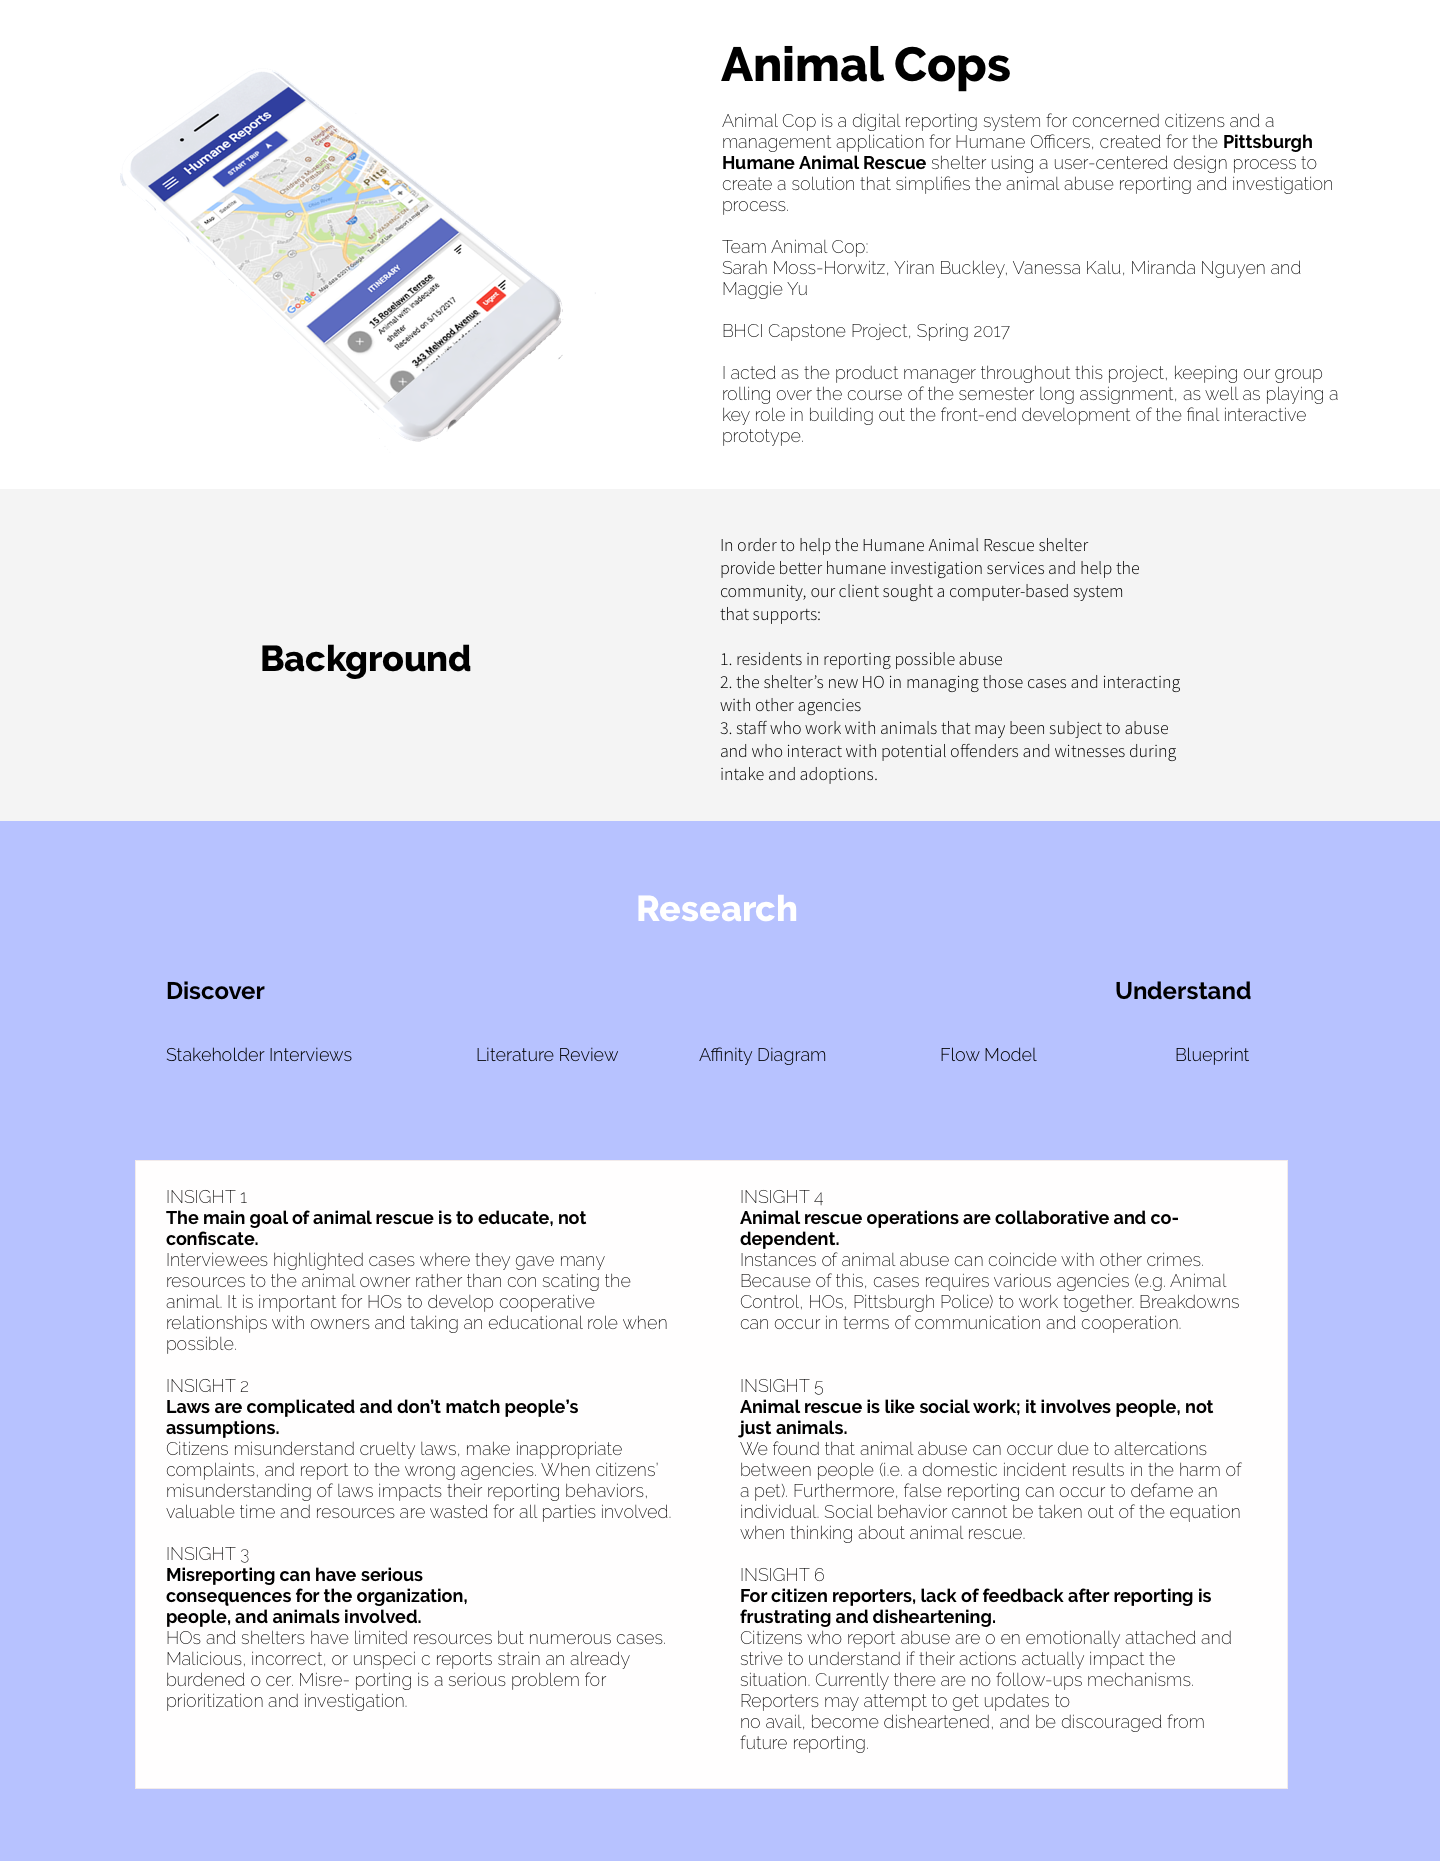 Animal Cops
Animal Cop is a digital reporting system for concerned citizens and a
management application for Humane Officers, created for the Pittsburgh
Humane Animal Rescue shelter using a user-centered design process to
create a solution that simplifies the animal abuse reporting and investigation
process.
Team Animal Cop:
Sarah Moss-Horwitz, Yiran Buckley, Vanessa Kalu, Miranda Nguyen and
Maggie Yu
BHCI Capstone Project, Spring 2017
I acted as the product manager throughout this project, keeping our group
rolling over the course of the semester long assignment, as well as playing a
key role in building out the front-end development of the final interactive
prototype.
Humane Reports
START TRIP
Map
Satellite
Pitts
Google
Map data ©2017 Google
Terms of Use
Report a map error
ITINERARY
15 Roselawn Terrace
Animal with inadequate
shelter
Received on 5/15/2017
343 Melwood Avenue
Urgent
Background
In order to help the Humane Animal Rescue shelter
provide better humane investigation services and help the
community, our client sought a computer-based system
that supports:
1. residents in reporting possible abuse
2. the shelter’s new HO in managing those cases and interacting
with other agencies
3. staff who work with animals that may been subject to abuse
and who interact with potential offenders and witnesses during
intake and adoptions.
Research
Discover
Understand
Stakeholder Interviews
Literature Review
Affinity Diagram
Flow Model
Blueprint
INSIGHT 1
The main goal of animal rescue is to educate, not
confiscate.
Interviewees highlighted cases where they gave many
resources to the animal owner rather than con scating the
animal. It is important for HOs to develop cooperative
relationships with owners and taking an educational role when
possible.
INSIGHT 2
Laws are complicated and don’t match people’s
assumptions.
Citizens misunderstand cruelty laws, make inappropriate
complaints, and report to the wrong agencies. When citizens’
misunderstanding of laws impacts their reporting behaviors,
valuable time and resources are wasted for all parties involved.
INSIGHT 3
Misreporting can have serious
consequences for the organization,
people, and animals involved.
HOs and shelters have limited resources but numerous cases.
Malicious, incorrect, or unspeci c reports strain an already
burdened o cer. Misre- porting is a serious problem for
prioritization and investigation.
INSIGHT 4
Animal rescue operations are collaborative and co-
dependent.
Instances of animal abuse can coincide with other crimes.
Because of this, cases requires various agencies (e.g. Animal
Control, HOs, Pittsburgh Police) to work together. Breakdowns
can occur in terms of communication and cooperation.
INSIGHT 5
Animal rescue is like social work; it involves people, not
just animals.
We found that animal abuse can occur due to altercations
between people (i.e. a domestic incident results in the harm of
a pet). Furthermore, false reporting can occur to defame an
individual. Social behavior cannot be taken out of the equation
when thinking about animal rescue.
INSIGHT 6
For citizen reporters, lack of feedback after reporting is
frustrating and disheartening.
Citizens who report abuse are o en emotionally attached and
strive to understand if their actions actually impact the
situation. Currently there are no follow-ups mechanisms.
Reporters may attempt to get updates to
no avail, become disheartened, and be discouraged from
future reporting.